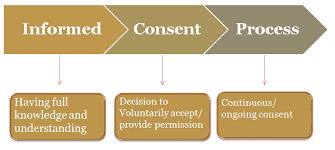 Informed
Consent
Process
Having full
knowledge and
understanding
Decision to
Voluntarily accept/
provide permission
Continuous/
ongoing consent